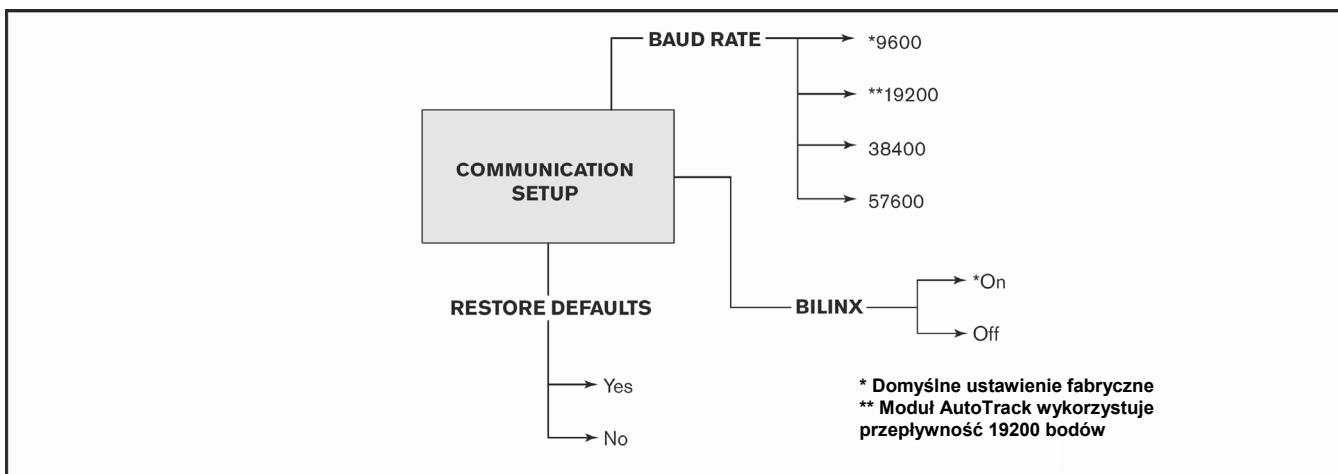 BAUD RATE
*9600
**19200
38400
57600
COMMUNICATION
SETUP
BILINX
*On
Off
RESTORE DEFAULTS
Yes
No
* Domyślne ustawienie fabryczne
** Moduł AutoTrack wykorzystuje
przepływność 19200 bodów